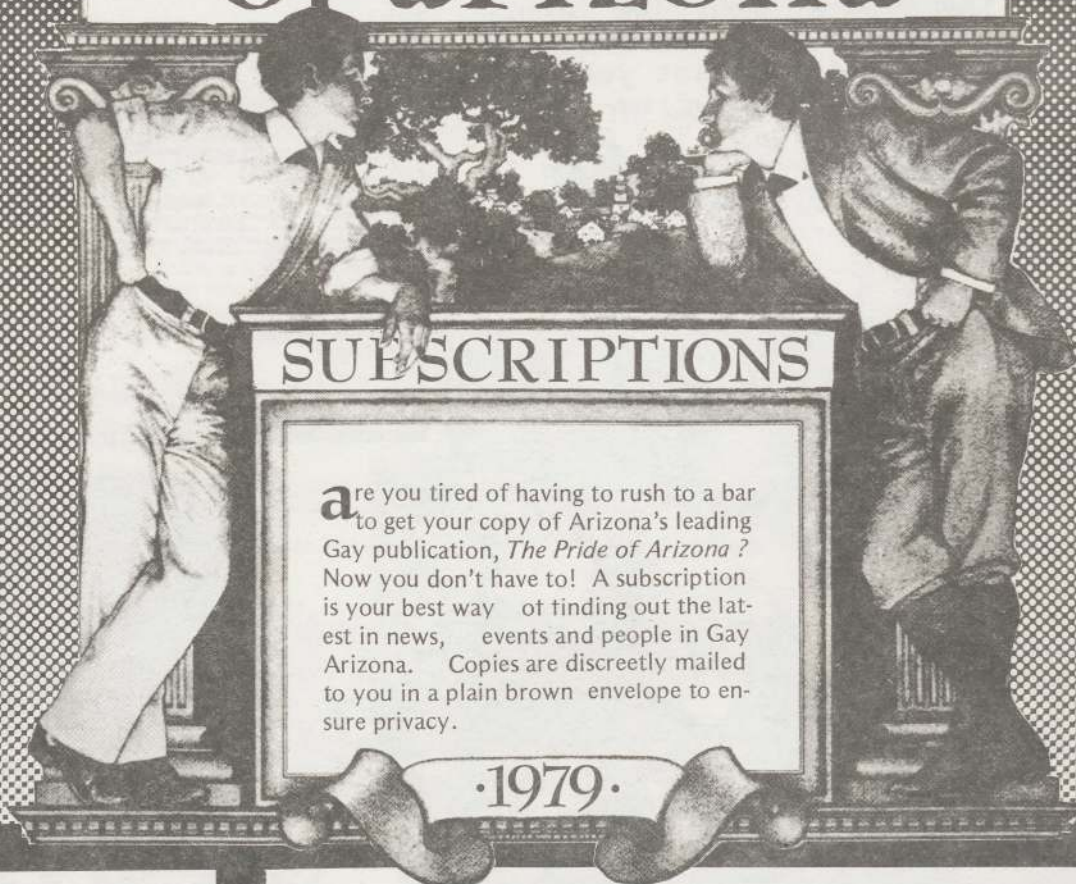 of arizona
SUBSCRIPTIONS
are you tired of having to rush to a bar
to get your copy of Arizona's leading
Gay publication, The Pride of Arizona ?
Now you don't have to! A subscription
is your best way of finding out the lat-
est in news, events and people in Gay
Arizona. Copies are discreetly mailed
to you in a plain brown envelope to en-
sure privacy.
·1979·